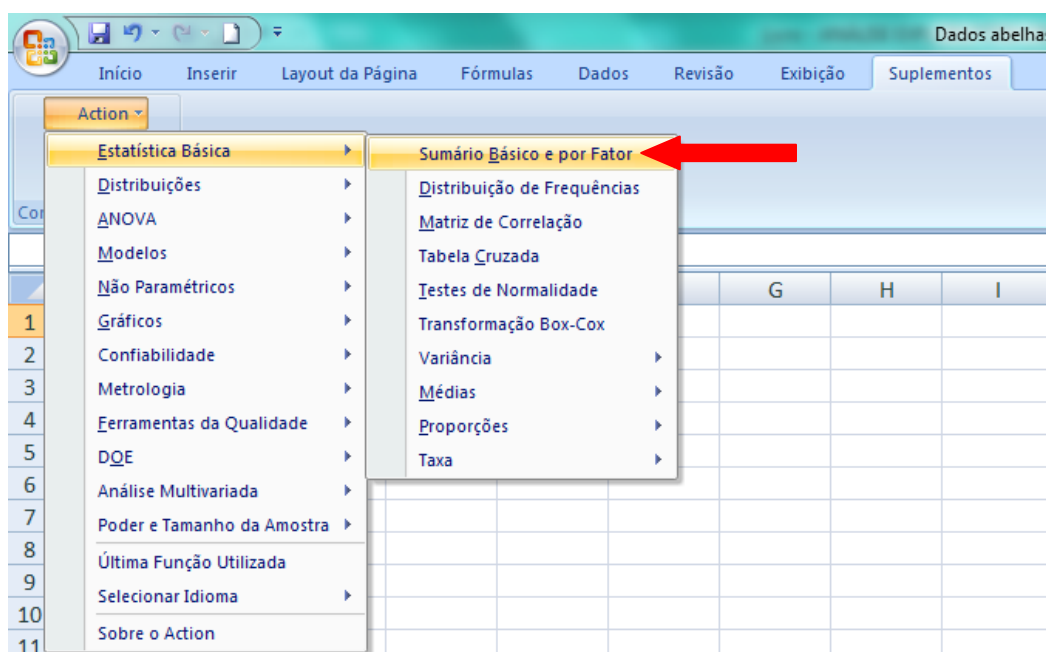 Dados abelhas
Início Inserir Layout da Página Fórmulas Dados Revisão Exibição Suplementos
Action
Estatística Básica
Distribuições
ANOVA
Modelos
Não Paramétricos
Gráficos
Confiabilidade
Metrologia
Ferramentas da Qualidade
DOE
Análise Multivariada
Poder e Tamanho da Amostra
Última Função Utilizada
Selecionar Idioma
Sobre o Action
Sumário Básico e por Fator
Distribuição de Frequências
Matriz de Correlação
Tabela Cruzada
Testes de Normalidade
Transformação Box-Cox
Variância
Médias
Proporções
Taxa
Cor
G H I
1
2
3
4
5
6
7
8
9
10
11